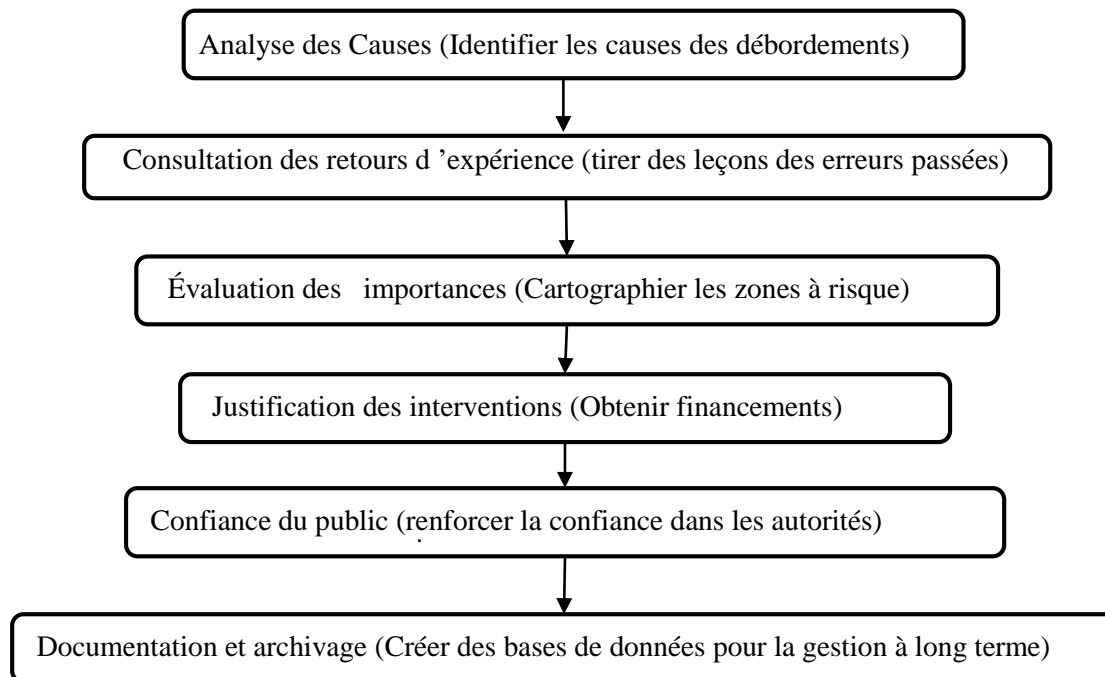 Analyse des Causes (Identifier les causes des débordements)
Consultation des retours d ’expérience (tirer des leçons des erreurs passées)
Évaluation des importances (Cartographier les zones à risque)
Justification des interventions (Obtenir financements)
Confiance du public (renforcer la confiance dans les autorités)
Documentation et archivage (Créer des bases de données pour la gestion à long terme)